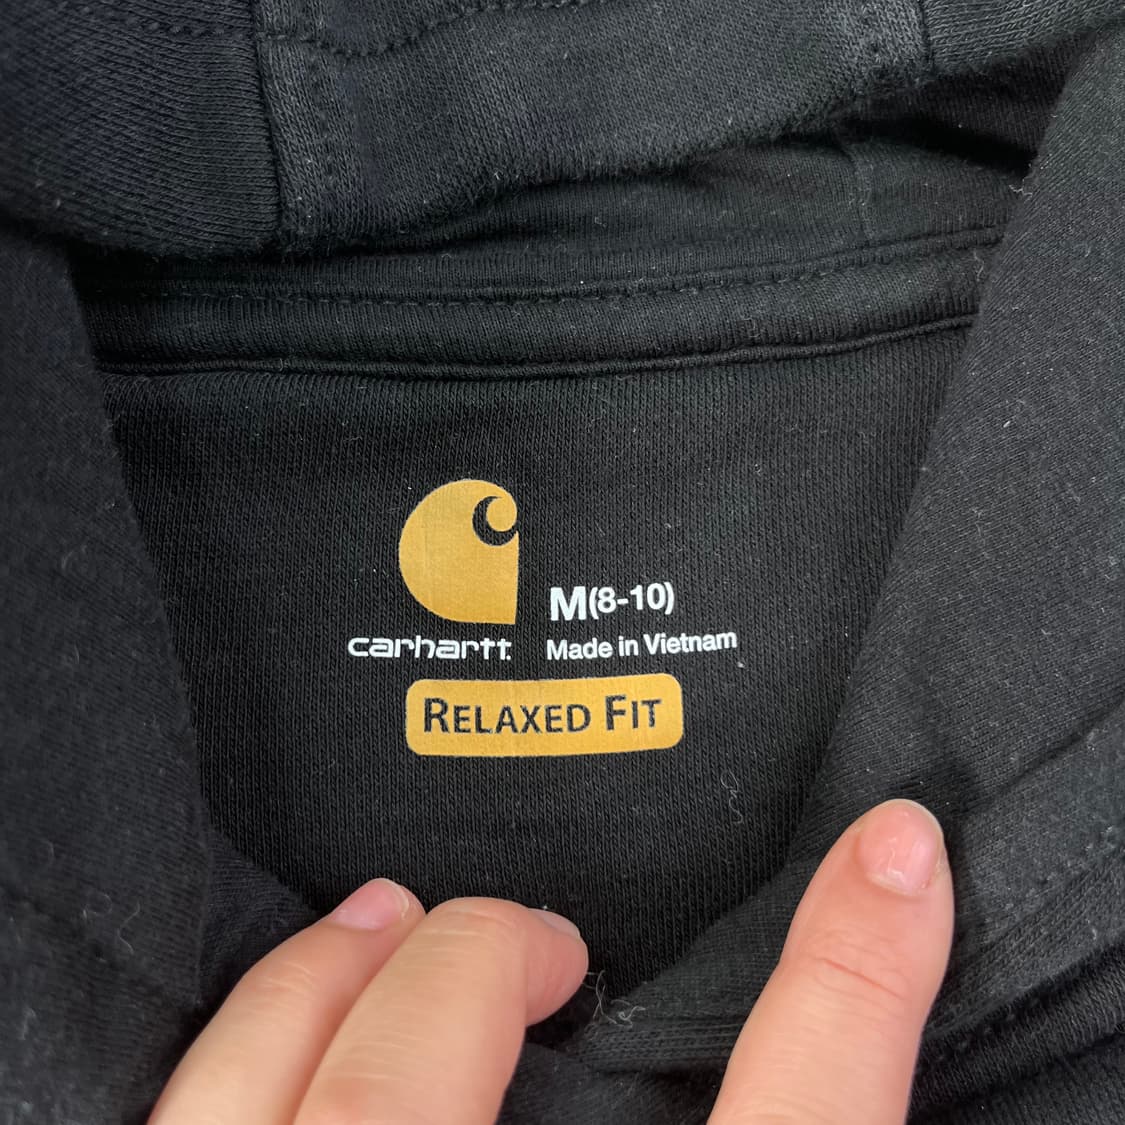 M(8-10)
carhartt
Made in Vietnam
RELAXED FIT